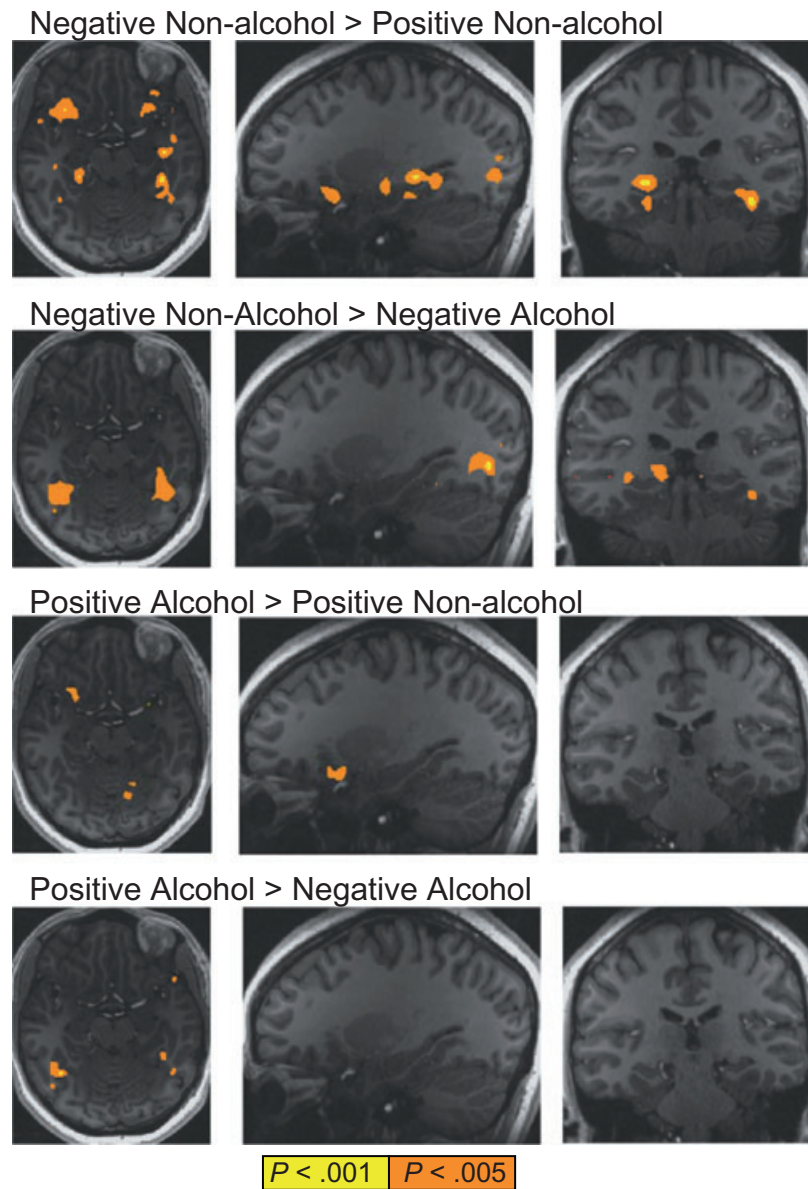 Negative Non-alcohol > Positive Non-alcohol
Negative Non-Alcohol > Negative Alcohol
Positive Alcohol > Positive Non-alcohol
Positive Alcohol > Negative Alcohol
P < .001 P < .005